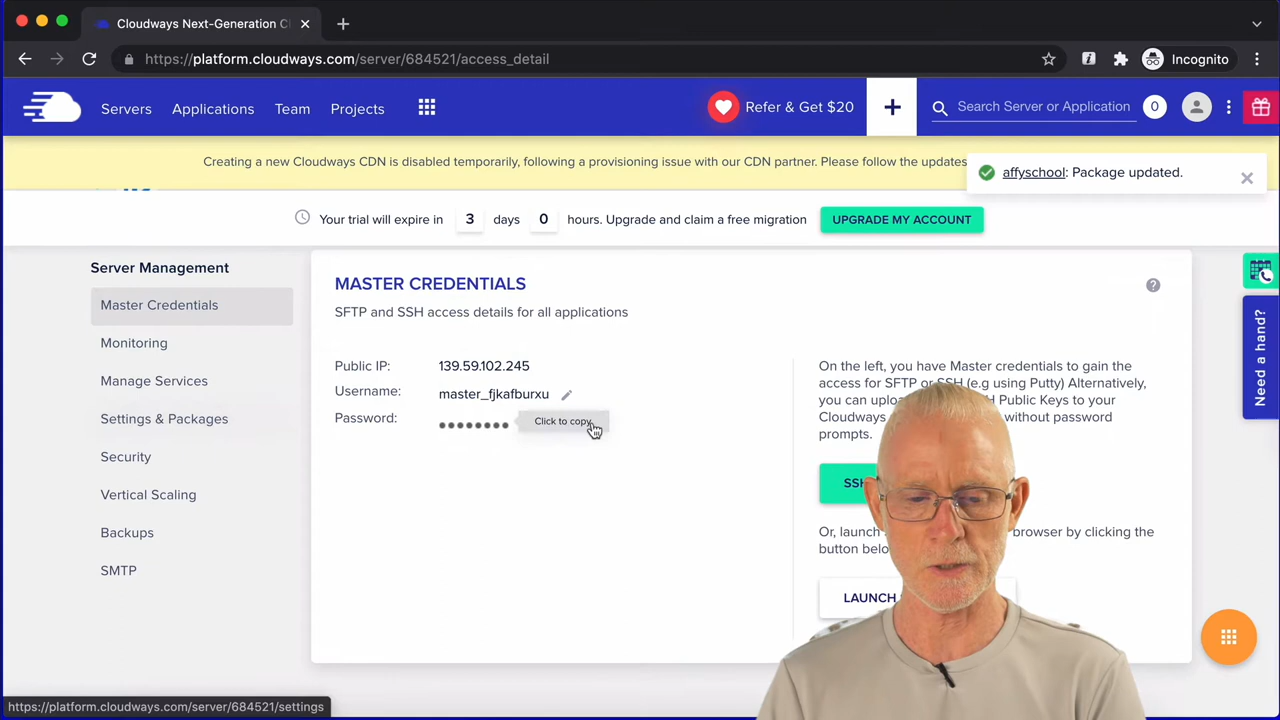 Cloudways Next-Generation Cl
https://platform.cloudways.com/server/684521/access_detail
Incognito
Servers
Applications
Team
Projects
Refer & Get $20
Search Server or Application
0
Creating a new Cloudways CDN is disabled temporarily, following a provisioning issue with our CDN partner. Please follow the updates
affyschool: Package updated.
Your trial will expire in 3 days 0 hours. Upgrade and claim a free migration
UPGRADE MY ACCOUNT
Server Management
Master Credentials
Monitoring
Manage Services
Settings & Packages
Security
Vertical Scaling
Backups
SMTP
MASTER CREDENTIALS
SFTP and SSH access details for all applications
Public IP: 139.59.102.245
Username: master_fjkafburxu
Password: ••••••••
Click to copy
On the left, you have Master credentials to gain the
access for SFTP or SSH (e.g using Putty) Alternatively,
you can uplo H Public Keys to your
Cloudways without password
prompts.
SSH
Or, launch browser by clicking the
button belo
LAUNCH
Need a hand?
https://platform.cloudways.com/server/684521/settings